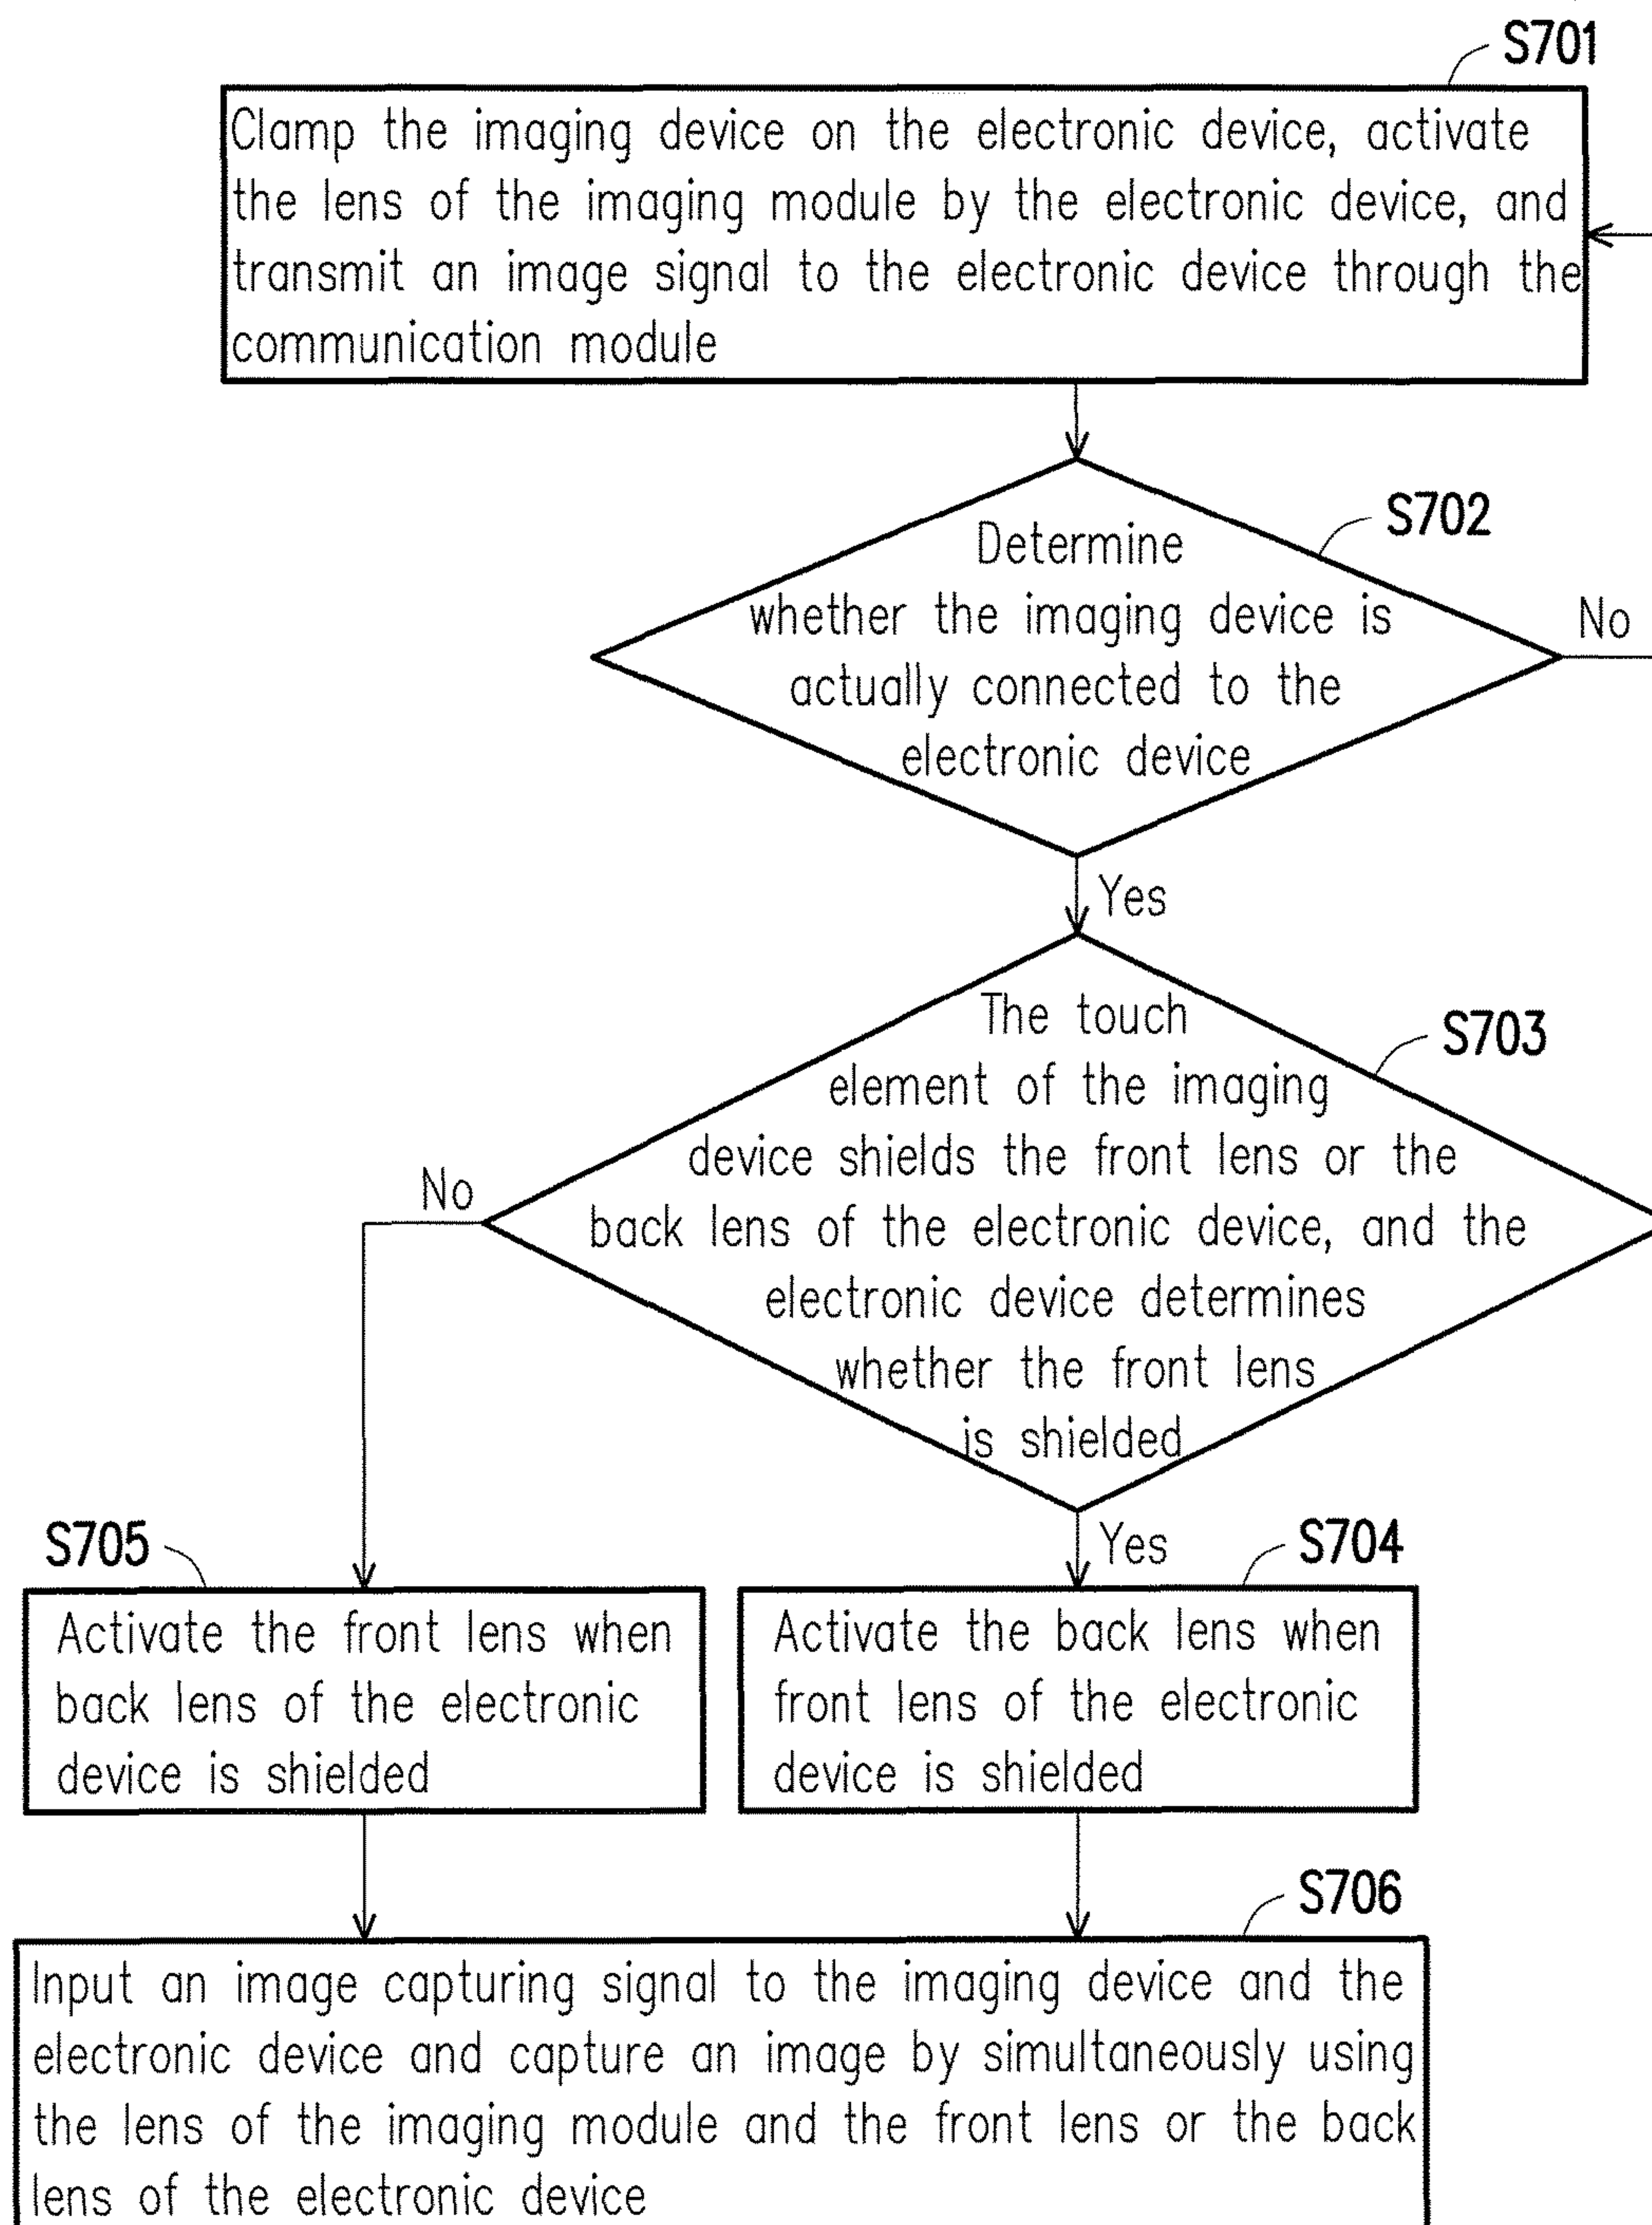 S701
Clamp the imaging device on the electronic device, activate
the lens of the imaging module by the electronic device, and
transmit an image signal to the electronic device through the
communication module
S702
Determine
whether the imaging device is
actually connected to the
electronic device
No
Yes
S703
The touch
element of the imaging
device shields the front lens or the
back lens of the electronic device, and the
electronic device determines
whether the front lens
is shielded
No
Yes
S705
Activate the front lens when
back lens of the electronic
device is shielded
S704
Activate the back lens when
front lens of the electronic
device is shielded
S706
Input an image capturing signal to the imaging device and the
electronic device and capture an image by simultaneously using
the lens of the imaging module and the front lens or the back
lens of the electronic device